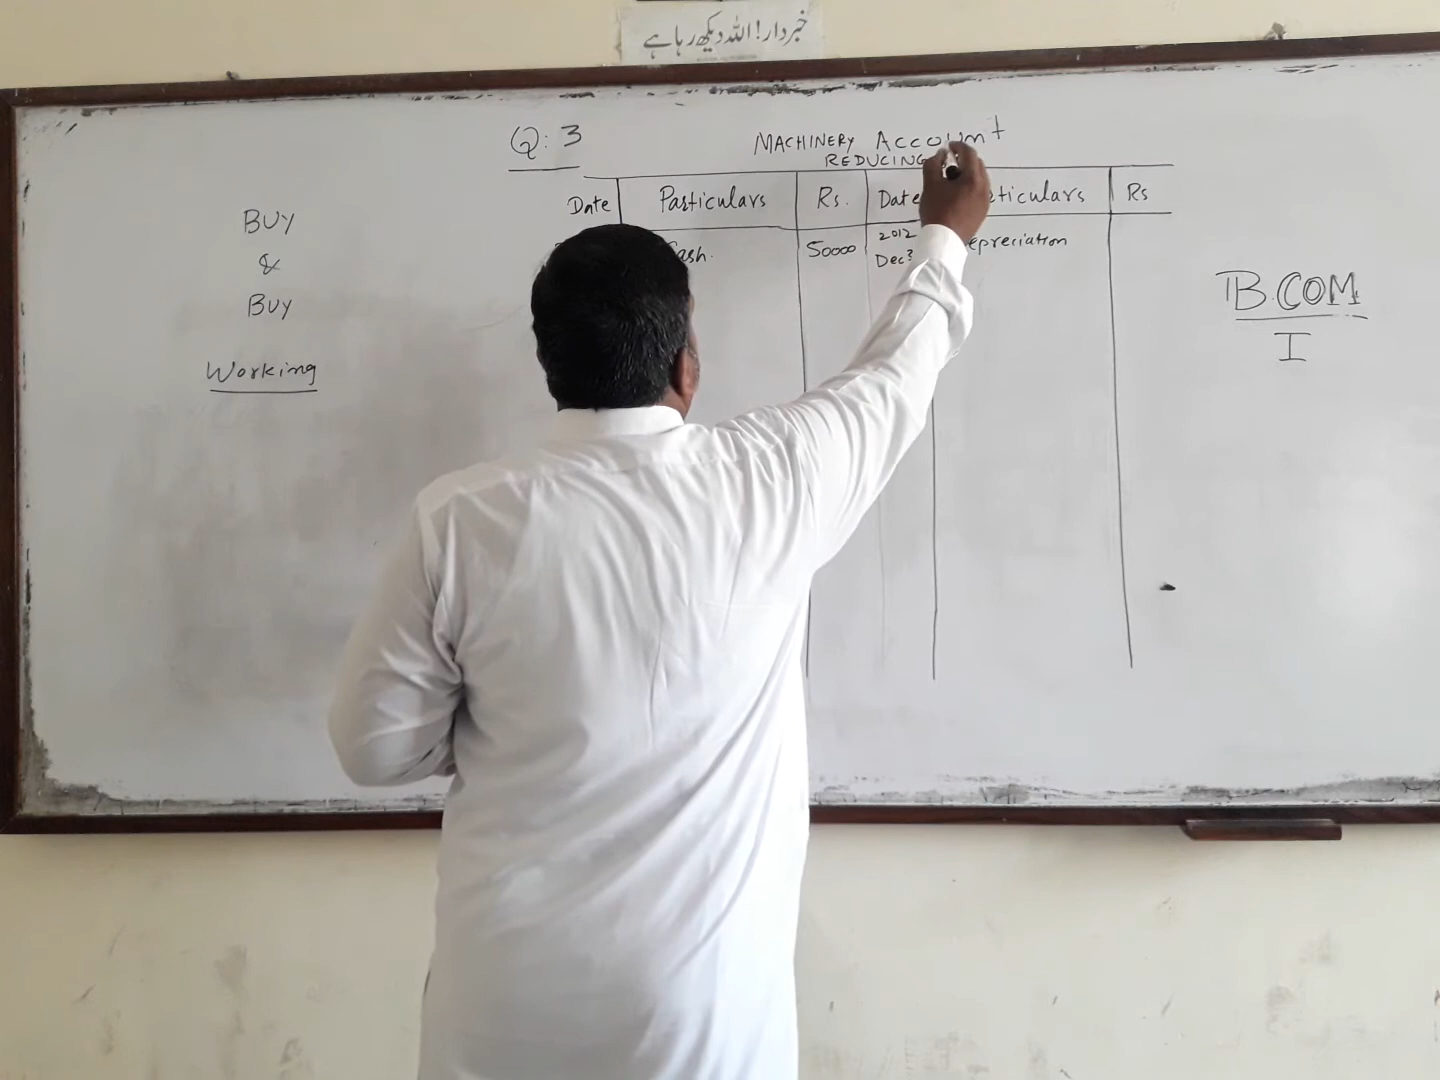 خبردار! اللہ دیکھ رہا ہے
Q: 3
MACHINERY Account
REDUCING
Date Particulars Rs. Date Rs
Cash. 50000 2012 Depreciation
Dec
BUY
&
BUY
Working
B.COM
I